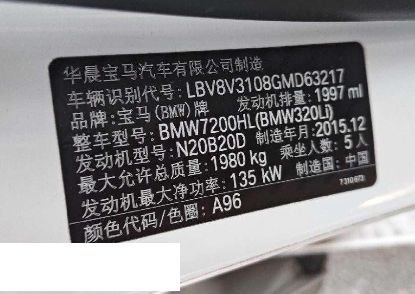 华晨宝马汽车有限公司制造
车辆识别代号: LBV8V3108GMD63217
品牌: 宝马(BMW)牌 发动机排量: 1997 ml
整车型号: BMW7200HL(BMW320Li)
发动机型号: N20B20D 制造年月: 2015.12
最大允许总质量: 1980 kg 乘坐人数: 5人
发动机最大净功率: 135 kW 制造国: 中国
颜色代码/色圈: A96